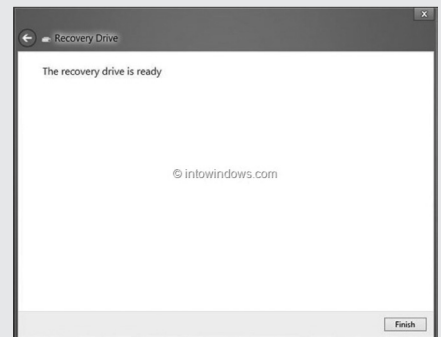 Recovery Drive
The recovery drive is ready
© intowindows.com
Finish